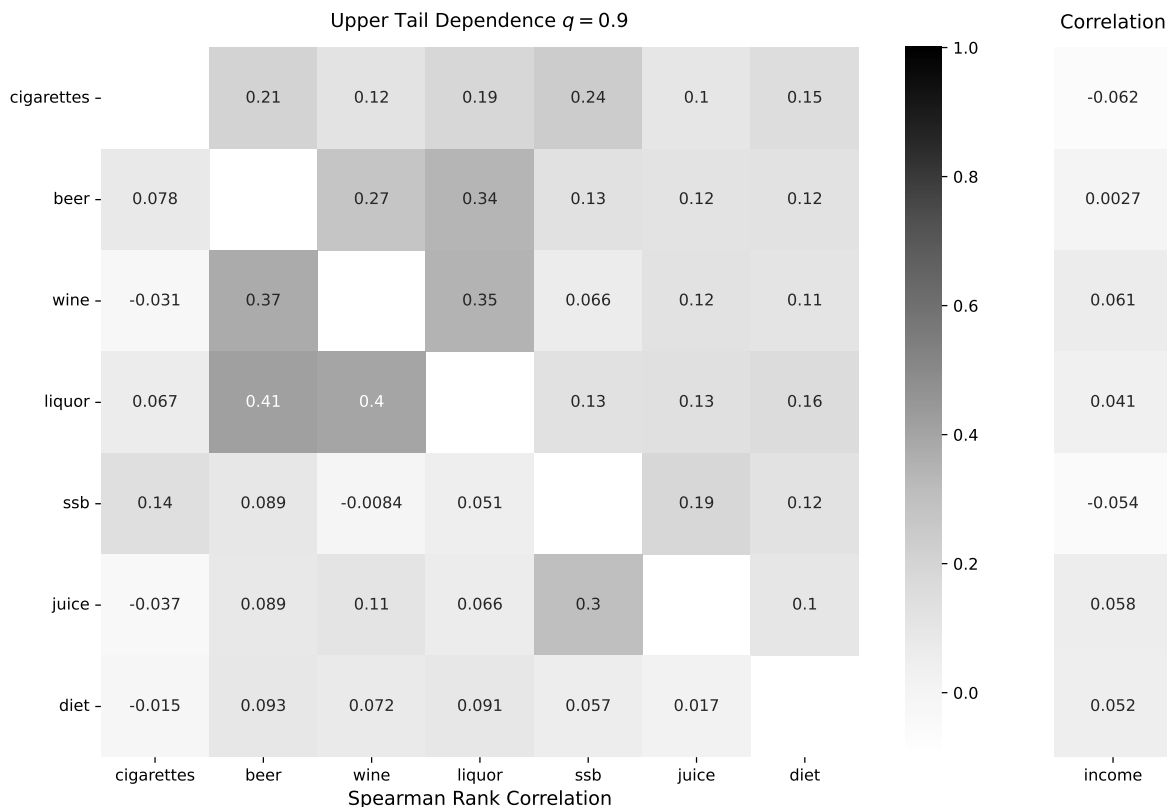 Upper Tail Dependence q = 0.9
Correlation
cigarettes 0.21 0.12 0.19 0.24 0.1 0.15 1.0 -0.062
beer 0.078 0.27 0.34 0.13 0.12 0.12 0.8 0.0027
wine -0.031 0.37 0.35 0.066 0.12 0.11 0.6 0.061
liquor 0.067 0.41 0.4 0.13 0.13 0.16 0.4 0.041
ssb 0.14 0.089 -0.0084 0.051 0.19 0.12 0.2 -0.054
juice -0.037 0.089 0.11 0.066 0.3 0.1 0.058
diet -0.015 0.093 0.072 0.091 0.057 0.017 0.0 0.052
cigarettes beer wine liquor ssb juice diet income
Spearman Rank Correlation